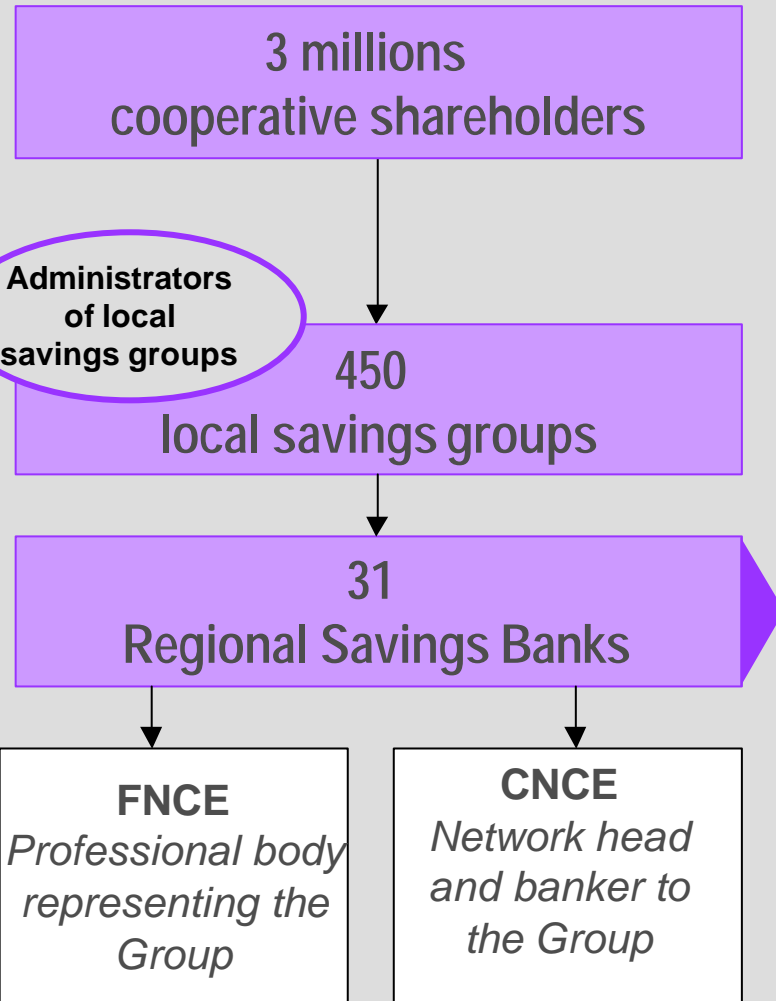 3 millions
cooperative shareholders
Administrators
of local
savings groups
450
local savings groups
31
Regional Savings Banks
FNCE
Professional body
representing the
Group
CNCE
Network head
and banker to
the Group